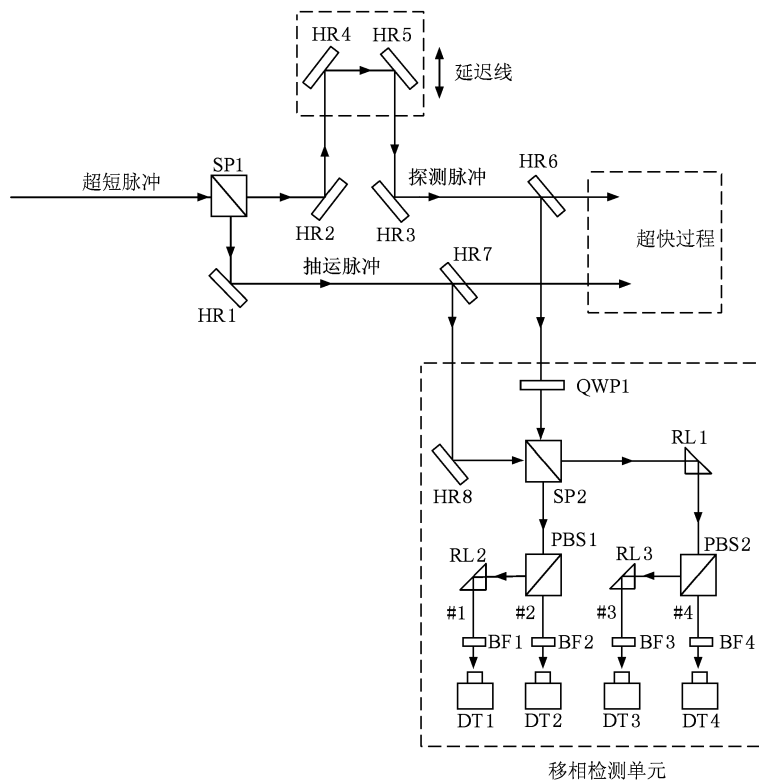 HR4 HR5
延迟线
SP1
超短脉冲
HR2
探测脉冲
HR3
HR6
超快过程
抽运脉冲
HR1
HR7
QWP1
HR8
SP2
RL1
PBS1
PBS2
RL2
RL3
#1 #2 #3 #4
BF1 BF2 BF3 BF4
DT1 DT2 DT3 DT4
移相检测单元